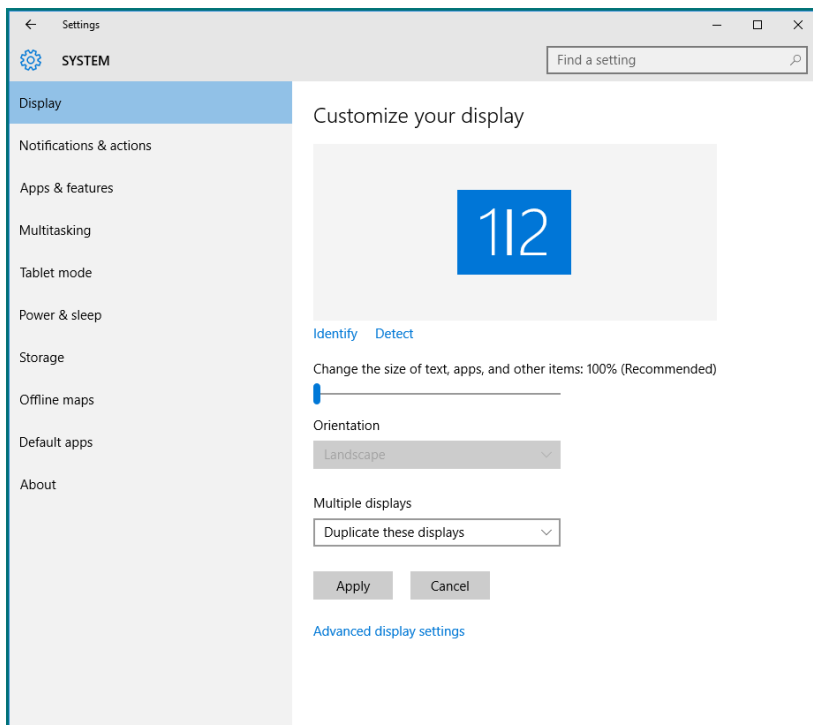 Settings
SYSTEM
Find a setting
Display
Notifications & actions
Apps & features
Multitasking
Tablet mode
Power & sleep
Storage
Offline maps
Default apps
About
Customize your display
1|2
Identify Detect
Change the size of text, apps, and other items: 100% (Recommended)
Orientation
Landscape
Multiple displays
Duplicate these displays
Apply Cancel
Advanced display settings